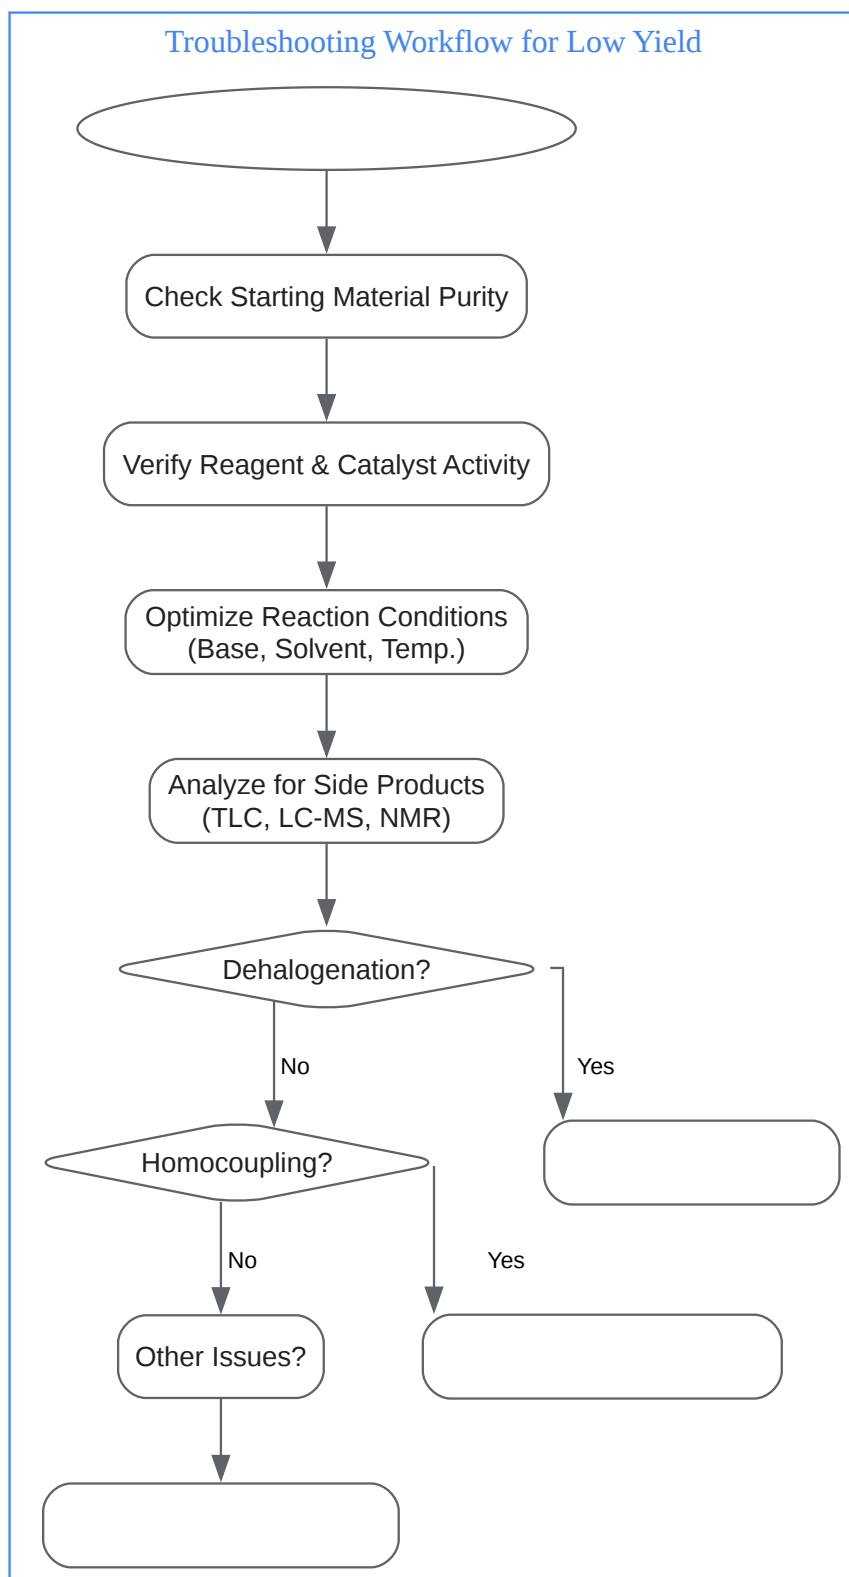 Troubleshooting Workflow for Low Yield
Check Starting Material Purity
Verify Reagent & Catalyst Activity
Optimize Reaction Conditions
(Base, Solvent, Temp.)
Analyze for Side Products
(TLC, LC-MS, NMR)
Dehalogenation?
No
Yes
Homocoupling?
No
Yes
Other Issues?